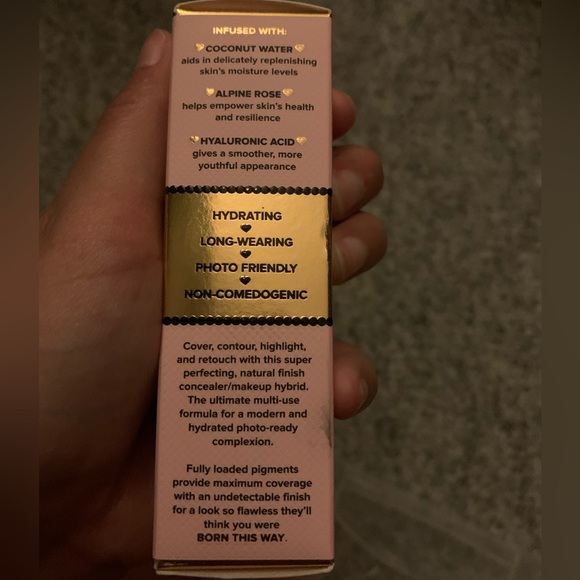 INFUSED WITH:
COCONUT WATER
aids in delicately replenishing
skin's moisture levels
ALPINE ROSE
helps empower skin's health
and resilience
HYALURONIC ACID
gives a smoother, more
youthful appearance
HYDRATING
LONG-WEARING
PHOTO FRIENDLY
NON-COMEDOGENIC
Cover, contour, highlight,
and retouch with this super
perfecting, natural finish
concealer/makeup hybrid.
The ultimate multi-use
formula for a modern and
hydrated photo-ready
complexion.
Fully loaded pigments
provide maximum coverage
with an undetectable finish
for a look so flawless they'll
think you were
BORN THIS WAY.